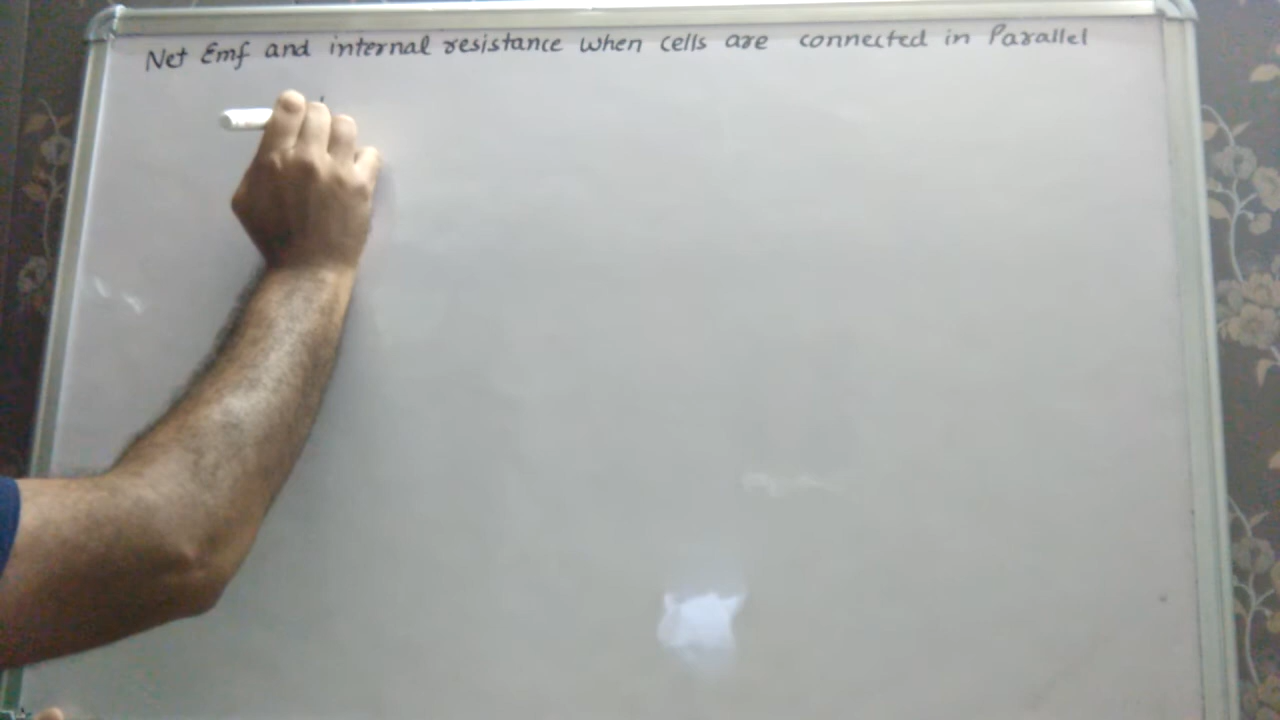 Net Emf and internal resistance when cells are connected in Parallel